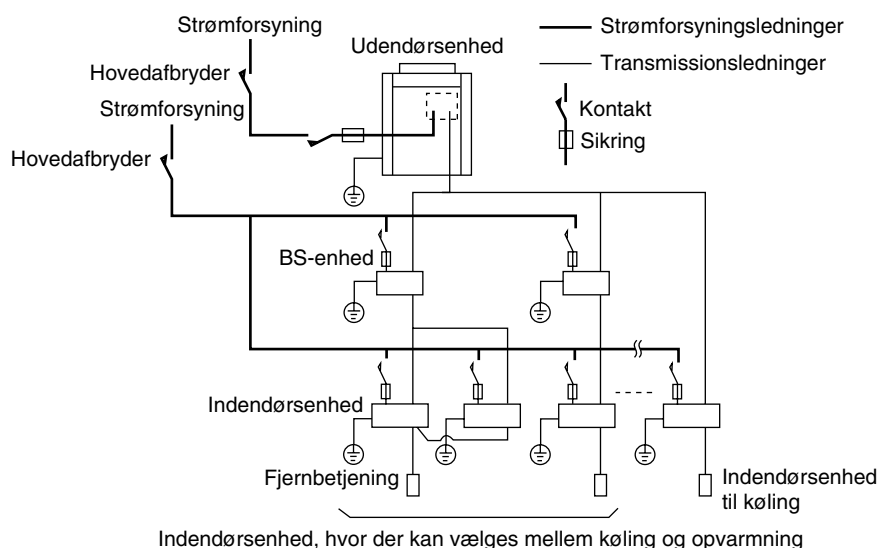 Strømforsyning
Udendørsenhed
Strømforsyningsledninger
Transmissionsledninger
Hovedafbryder
Strømforsyning
Kontakt
Sikring
Hovedafbryder
BS-enhed
Indendørsenhed
Fjernbetjening
Indendørsenhed
til køling
Indendørsenhed, hvor der kan vælges mellem køling og opvarmning